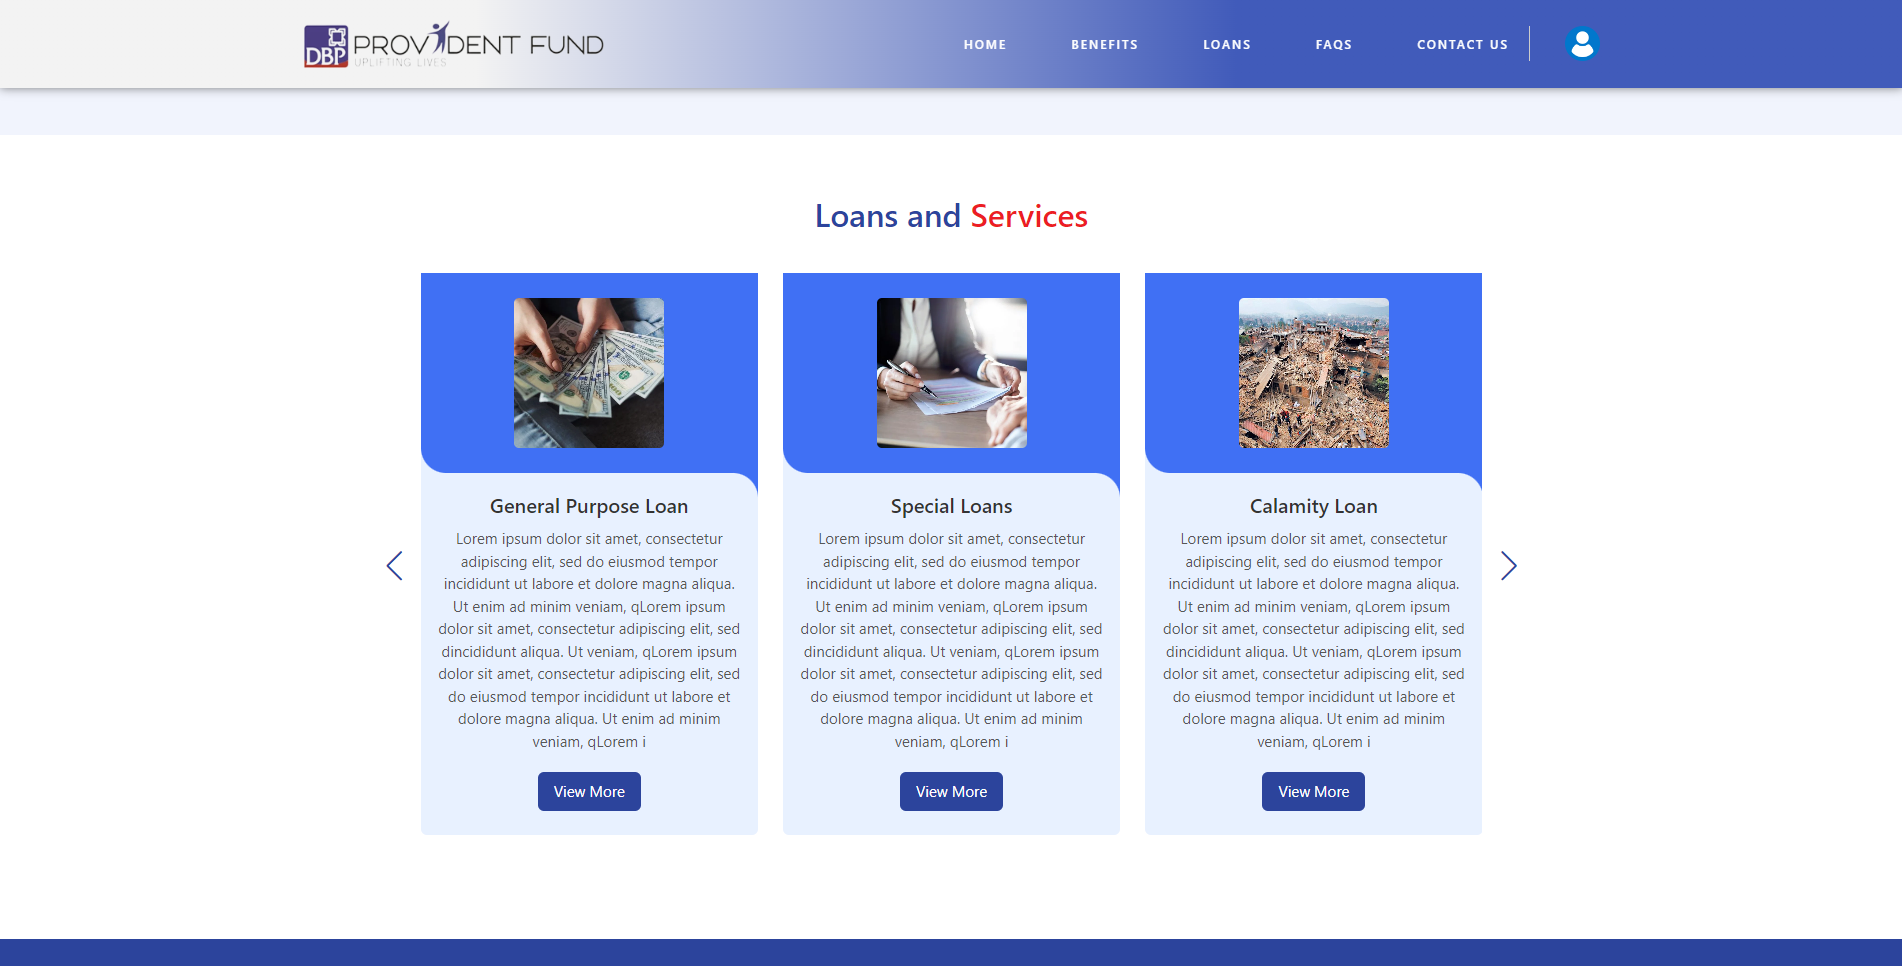 DBP PROVIDENT FUND
UPLIFTING LIVES
HOME BENEFITS LOANS FAQS CONTACT US
Loans and Services
General Purpose Loan
Lorem ipsum dolor sit amet, consectetur
adipiscing elit, sed do eiusmod tempor
incididunt ut labore et dolore magna aliqua.
Ut enim ad minim veniam, qLorem ipsum
dolor sit amet, consectetur adipiscing elit, sed
dincididunt aliqua. Ut veniam, qLorem ipsum
dolor sit amet, consectetur adipiscing elit, sed
do eiusmod tempor incididunt ut labore et
dolore magna aliqua. Ut enim ad minim
veniam, qLorem i
View More
Special Loans
Lorem ipsum dolor sit amet, consectetur
adipiscing elit, sed do eiusmod tempor
incididunt ut labore et dolore magna aliqua.
Ut enim ad minim veniam, qLorem ipsum
dolor sit amet, consectetur adipiscing elit, sed
dincididunt aliqua. Ut veniam, qLorem ipsum
dolor sit amet, consectetur adipiscing elit, sed
do eiusmod tempor incididunt ut labore et
dolore magna aliqua. Ut enim ad minim
veniam, qLorem i
View More
Calamity Loan
Lorem ipsum dolor sit amet, consectetur
adipiscing elit, sed do eiusmod tempor
incididunt ut labore et dolore magna aliqua.
Ut enim ad minim veniam, qLorem ipsum
dolor sit amet, consectetur adipiscing elit, sed
dincididunt aliqua. Ut veniam, qLorem ipsum
dolor sit amet, consectetur adipiscing elit, sed
do eiusmod tempor incididunt ut labore et
dolore magna aliqua. Ut enim ad minim
veniam, qLorem i
View More